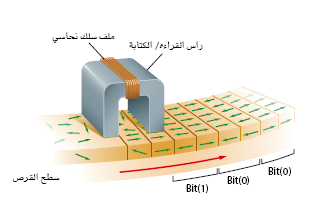 ملف سلك نحاسي
راس القراءه/ الكتابة
سطح القرص
Bit(1)
Bit(0)
Bit(0)